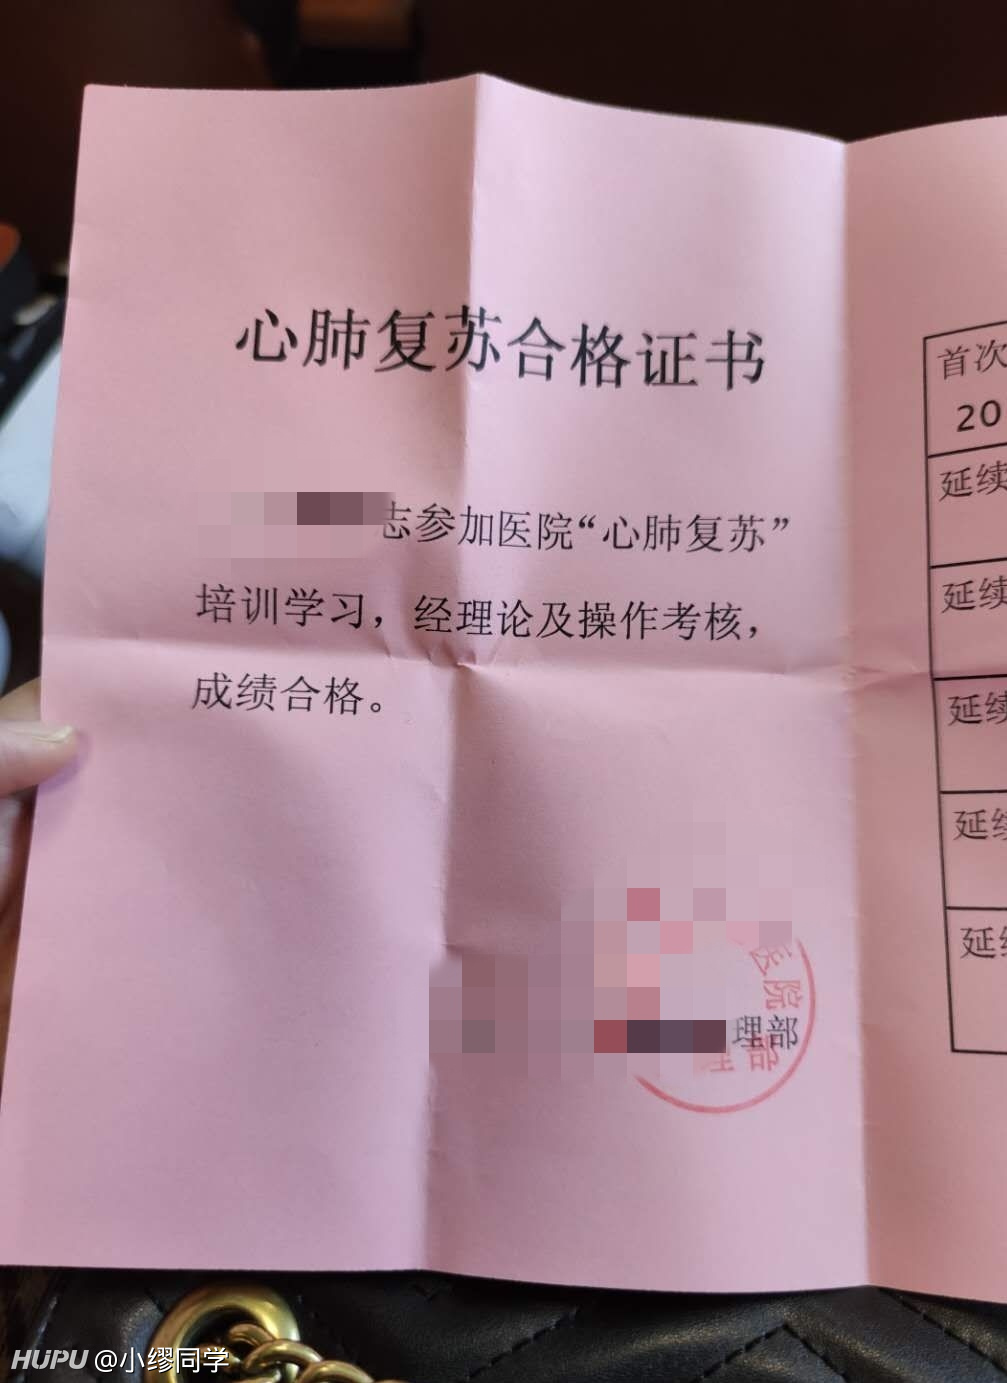 心肺复苏合格证书
志参加医院“心肺复苏”
培训学习，经理论及操作考核，
成绩合格。
医院
理部
部
首次
20
延续
延续
延续
延续
延续
HUPU @小缪同学